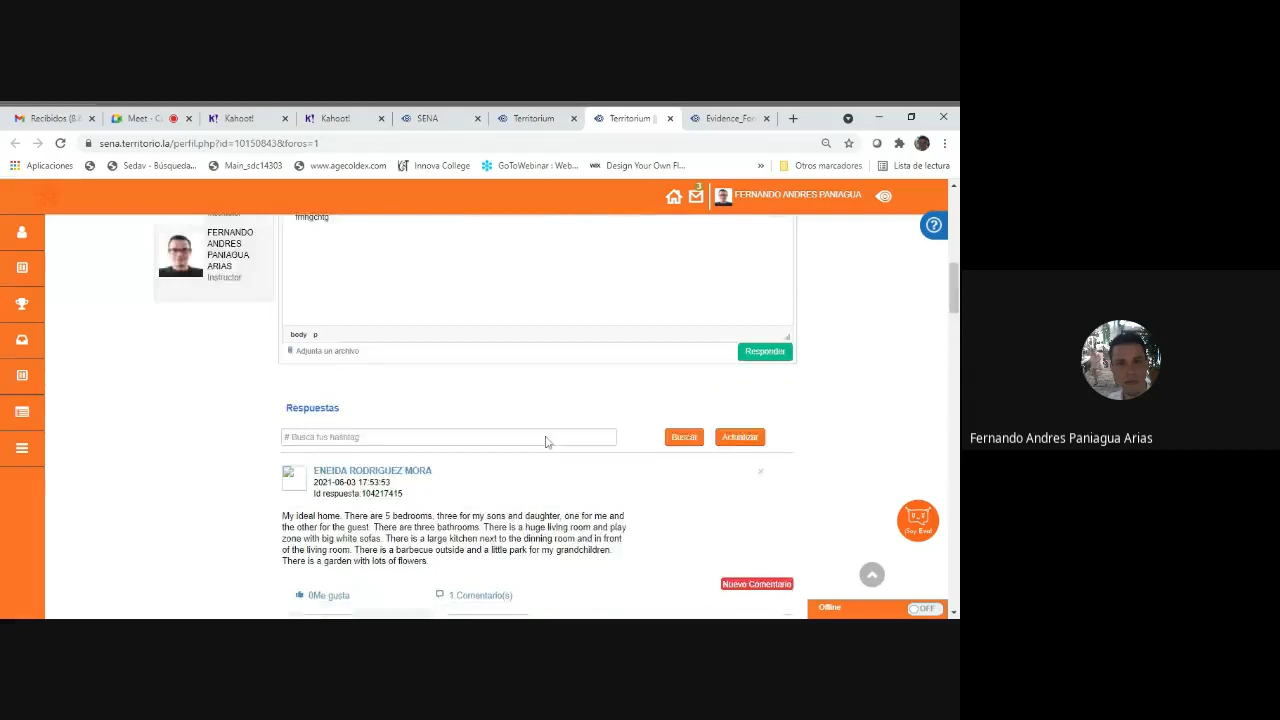 Recibidos (8.8
Meet - C
Kahoot!
Kahoot!
SENA
Territorium
Territorium ||
Evidence_For
sena.territorio.la/perfil.php?id=10150843&foros=1
Aplicaciones
Sedav - Búsqueda...
Main_sdc14303
www.agecoldex.com
Innova College
GoToWebinar : Web...
WIX Design Your Own Fl...
»
Otros marcadores
Lista de lectura
3
FERNANDO ANDRES PANIAGUA
fmhgchtg
FERNANDO
ANDRES
PANIAGUA
ARIAS
Instructor
body p
Adjunta un archivo
Responder
Respuestas
# Busca tus hashtag
Buscar
Actualizar
ENEIDA RODRIGUEZ MORA
2021-06-03 17:53:53
Id respuesta:104217415
My ideal home. There are 5 bedrooms, three for my sons and daughter, one for me and
the other for the guest. There are three bathrooms. There is a huge living room and play
zone with big white sofas. There is a large kitchen next to the dinning room and in front
of the living room. There is a barbecue outside and a little park for my grandchildren.
There is a garden with lots of flowers.
Nuevo Comentario
0Me gusta
1 Comentario(s)
Offline
OFF
Fernando Andres Paniagua Arias